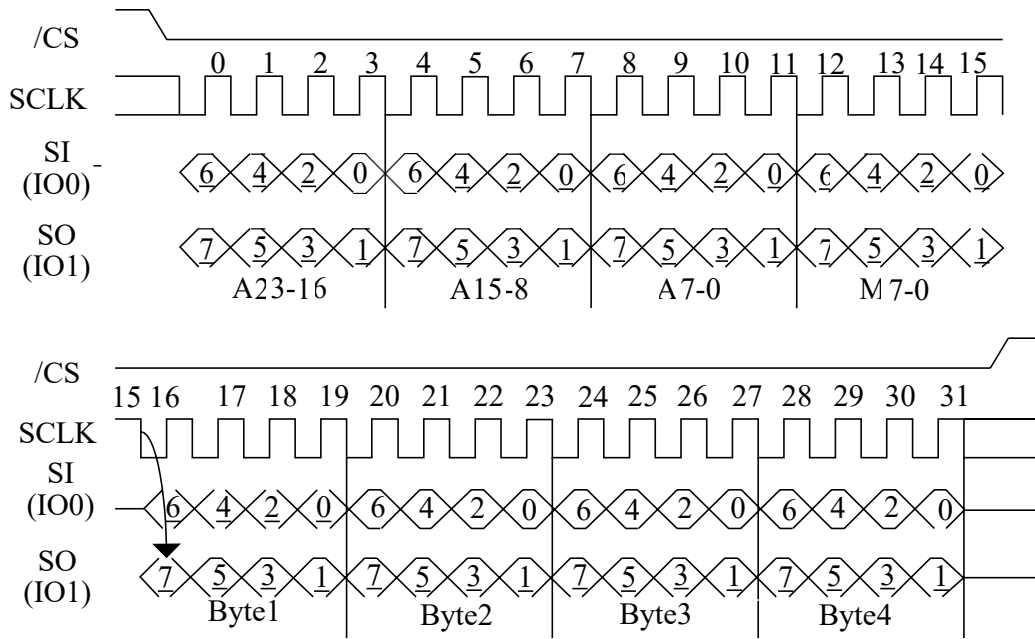 /CS
0 1 2 3 4 5 6 7 8 9 10 11 12 13 14 15
SCLK
SI
(IO0)
6 4 2 0 6 4 2 0 6 4 2 0 6 4 2 0
SO
(IO1)
7 5 3 1 7 5 3 1 7 5 3 1 7 5 3 1
A23-16 A15-8 A7-0 M7-0
/CS
15 16 17 18 19 20 21 22 23 24 25 26 27 28 29 30 31
SCLK
SI
(IO0)
6 4 2 0 6 4 2 0 6 4 2 0 6 4 2 0
SO
(IO1)
7 5 3 1 7 5 3 1 7 5 3 1 7 5 3 1
Byte1 Byte2 Byte3 Byte4